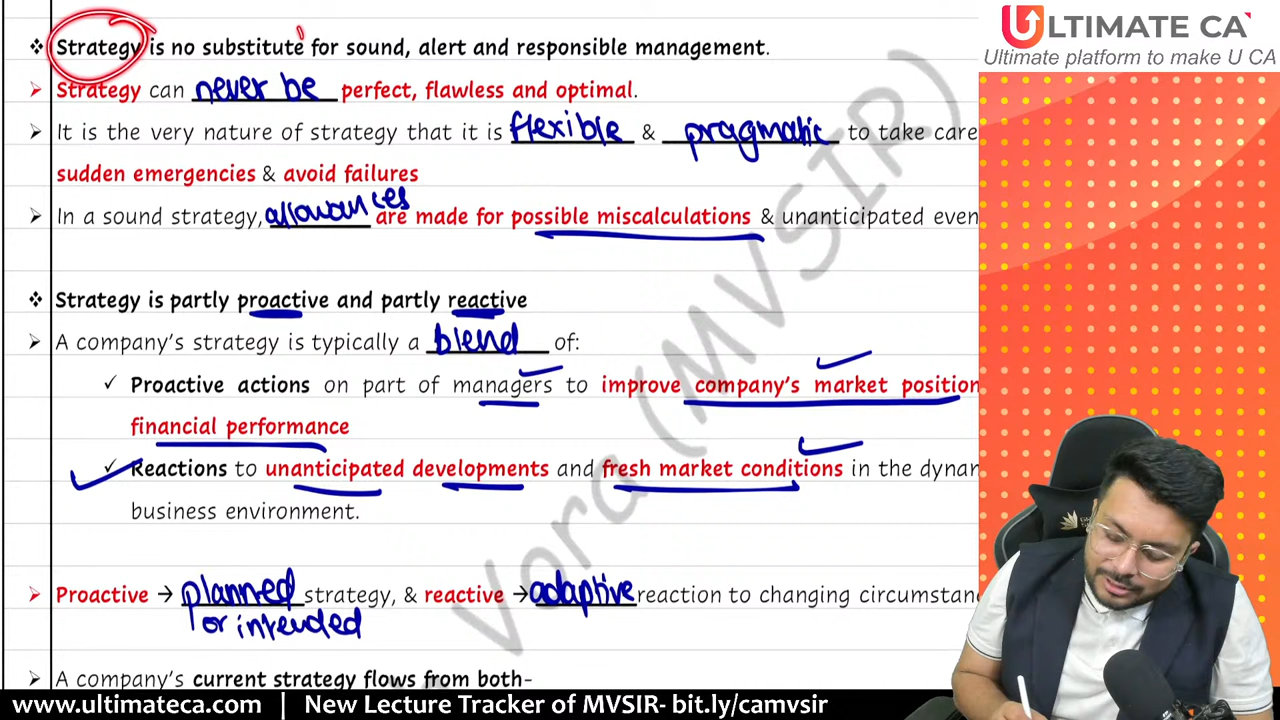 ❖ Strategy is no substitute for sound, alert and responsible management.
➢ Strategy can never be perfect, flawless and optimal.
➢ It is the very nature of strategy that it is flexible & pragmatic to take care
sudden emergencies & avoid failures
➢ In a sound strategy, allowances are made for possible miscalculations & unanticipated even
❖ Strategy is partly proactive and partly reactive
➢ A company's strategy is typically a blend of:
✓ Proactive actions on part of managers to improve company's market position
financial performance
✓ Reactions to unanticipated developments and fresh market conditions in the dynam
business environment.
➢ Proactive → planned strategy, & reactive → adaptive reaction to changing circumstan
or intended
➢ A company's current strategy flows from both-
Vora (MVSIR)
ULTIMATE CA
Ultimate platform to make U CA
www.ultimateca.com | New Lecture Tracker of MVSIR- bit.ly/camvsir